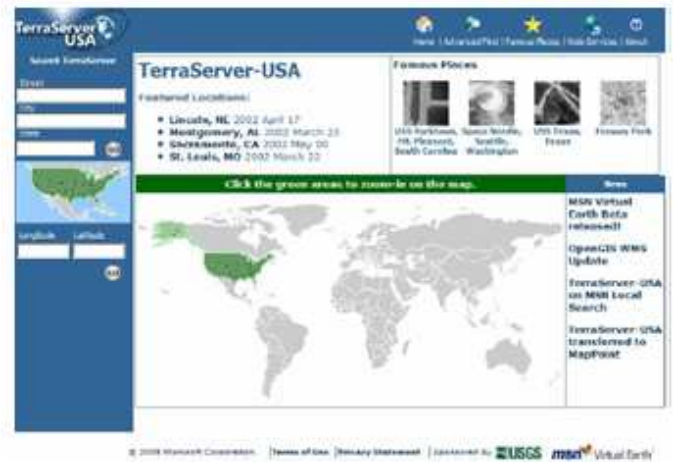 TerraServer
USA
Home | Advanced Find | Famous Places | Web Services | About
Search TerraServer
Street
City
State
Go
Longitude Latitude
Go
TerraServer-USA
Featured Locations:
Lincoln, NE 2002 April 17
Montgomery, AL 2002 March 23
Sacramento, CA 2002 May
St. Louis, MO 2002 March 22
Famous Places
USS Yorktown,
Mt. Pleasant,
South Carolina
Space Needle,
Seattle,
Washington
USS Texas,
Texas
Fenway Park
Click the green areas to zoom-in on the map.
News
MSN Virtual
Earth Beta
released!
OpenGIS WMS
Update
TerraServer-USA
on MSN Local
Search
TerraServer-USA
transferred to
MapPoint
Microsoft Corporation. | Terms of Use | Privacy Statement | Sponsored by USGS msn Virtual Earth